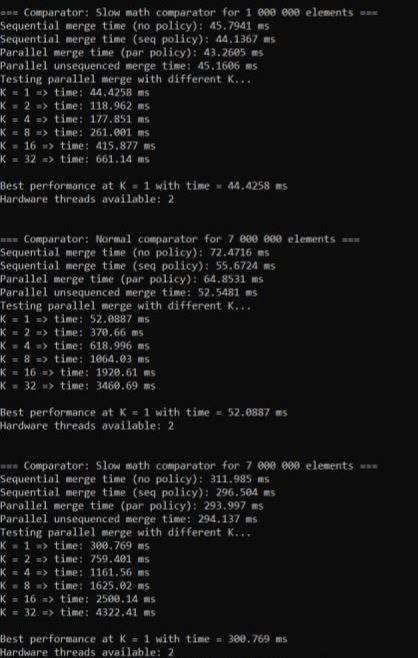 === Comparator: Slow math comparator for 1 000 000 elements ===
Sequential merge time (no policy): 45.7941 ms
Sequential merge time (seq policy): 44.1367 ms
Parallel merge time (par policy): 43.2605 ms
Parallel unsequenced merge time: 45.1606 ms
Testing parallel merge with different K...
K = 1 => time: 44.4258 ms
K = 2 => time: 118.962 ms
K = 4 => time: 177.851 ms
K = 8 => time: 261.001 ms
K = 16 => time: 415.877 ms
K = 32 => time: 661.14 ms
Best performance at K = 1 with time = 44.4258 ms
Hardware threads available: 2
=== Comparator: Normal comparator for 7 000 000 elements ===
Sequential merge time (no policy): 72.4716 ms
Sequential merge time (seq policy): 55.6724 ms
Parallel merge time (par policy): 64.8531 ms
Parallel unsequenced merge time: 52.5481 ms
Testing parallel merge with different K...
K = 1 => time: 52.0887 ms
K = 2 => time: 370.66 ms
K = 4 => time: 618.996 ms
K = 8 => time: 1064.03 ms
K = 16 => time: 1920.61 ms
K = 32 => time: 3460.69 ms
Best performance at K = 1 with time = 52.0887 ms
Hardware threads available: 2
=== Comparator: Slow math comparator for 7 000 000 elements ===
Sequential merge time (no policy): 311.985 ms
Sequential merge time (seq policy): 296.504 ms
Parallel merge time (par policy): 293.997 ms
Parallel unsequenced merge time: 294.137 ms
Testing parallel merge with different K...
K = 1 => time: 300.769 ms
K = 2 => time: 759.401 ms
K = 4 => time: 1161.56 ms
K = 8 => time: 1625.02 ms
K = 16 => time: 2500.14 ms
K = 32 => time: 4322.41 ms
Best performance at K = 1 with time = 300.769 ms
Hardware threads available: 2